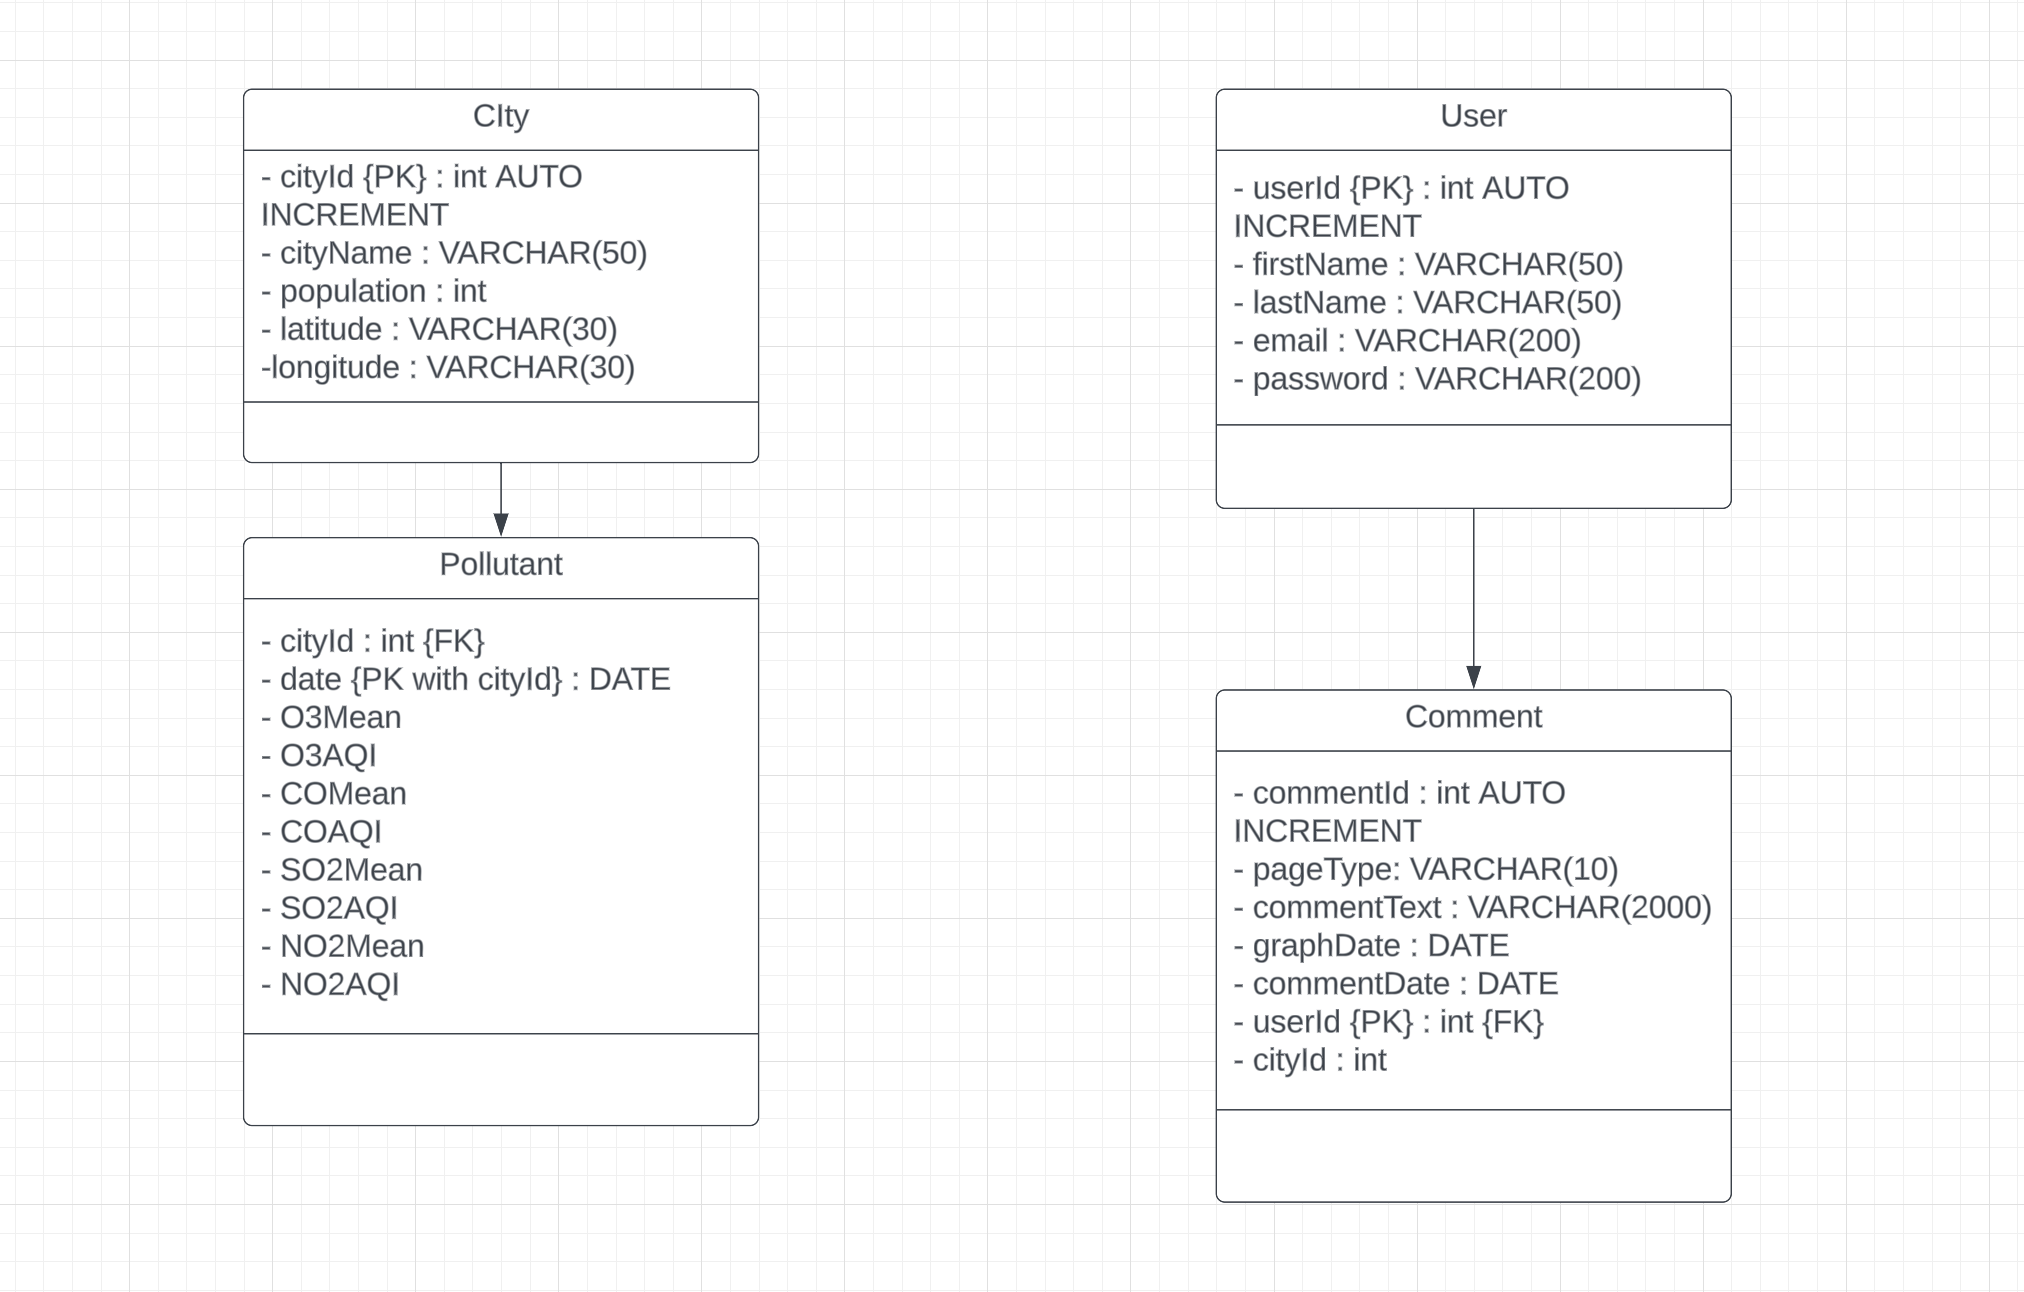 CIty
- cityId {PK} : int AUTO
INCREMENT
- cityName : VARCHAR(50)
- population : int
- latitude : VARCHAR(30)
-longitude : VARCHAR(30)
Pollutant
- cityId : int {FK}
- date {PK with cityId} : DATE
- O3Mean
- O3AQI
- COMean
- COAQI
- SO2Mean
- SO2AQI
- NO2Mean
- NO2AQI
User
- userId {PK} : int AUTO
INCREMENT
- firstName : VARCHAR(50)
- lastName : VARCHAR(50)
- email : VARCHAR(200)
- password : VARCHAR(200)
Comment
- commentId : int AUTO
INCREMENT
- pageType: VARCHAR(10)
- commentText : VARCHAR(2000)
- graphDate : DATE
- commentDate : DATE
- userId {PK} : int {FK}
- cityId : int